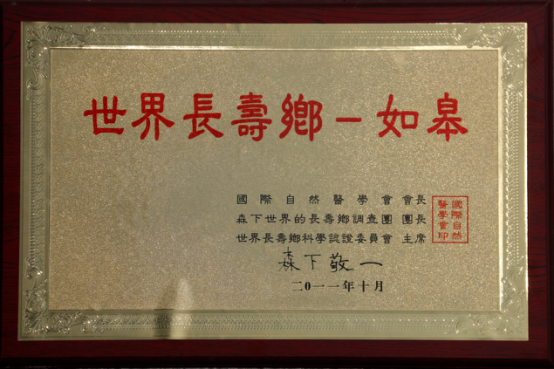 世界長壽鄉一如皋
國際自然醫學會 會長
森下世界的長壽鄉調查團 團長
世界長壽鄉科學認證委員會 主席
國際自然
醫學會印
森下敬一
二0一一年十月